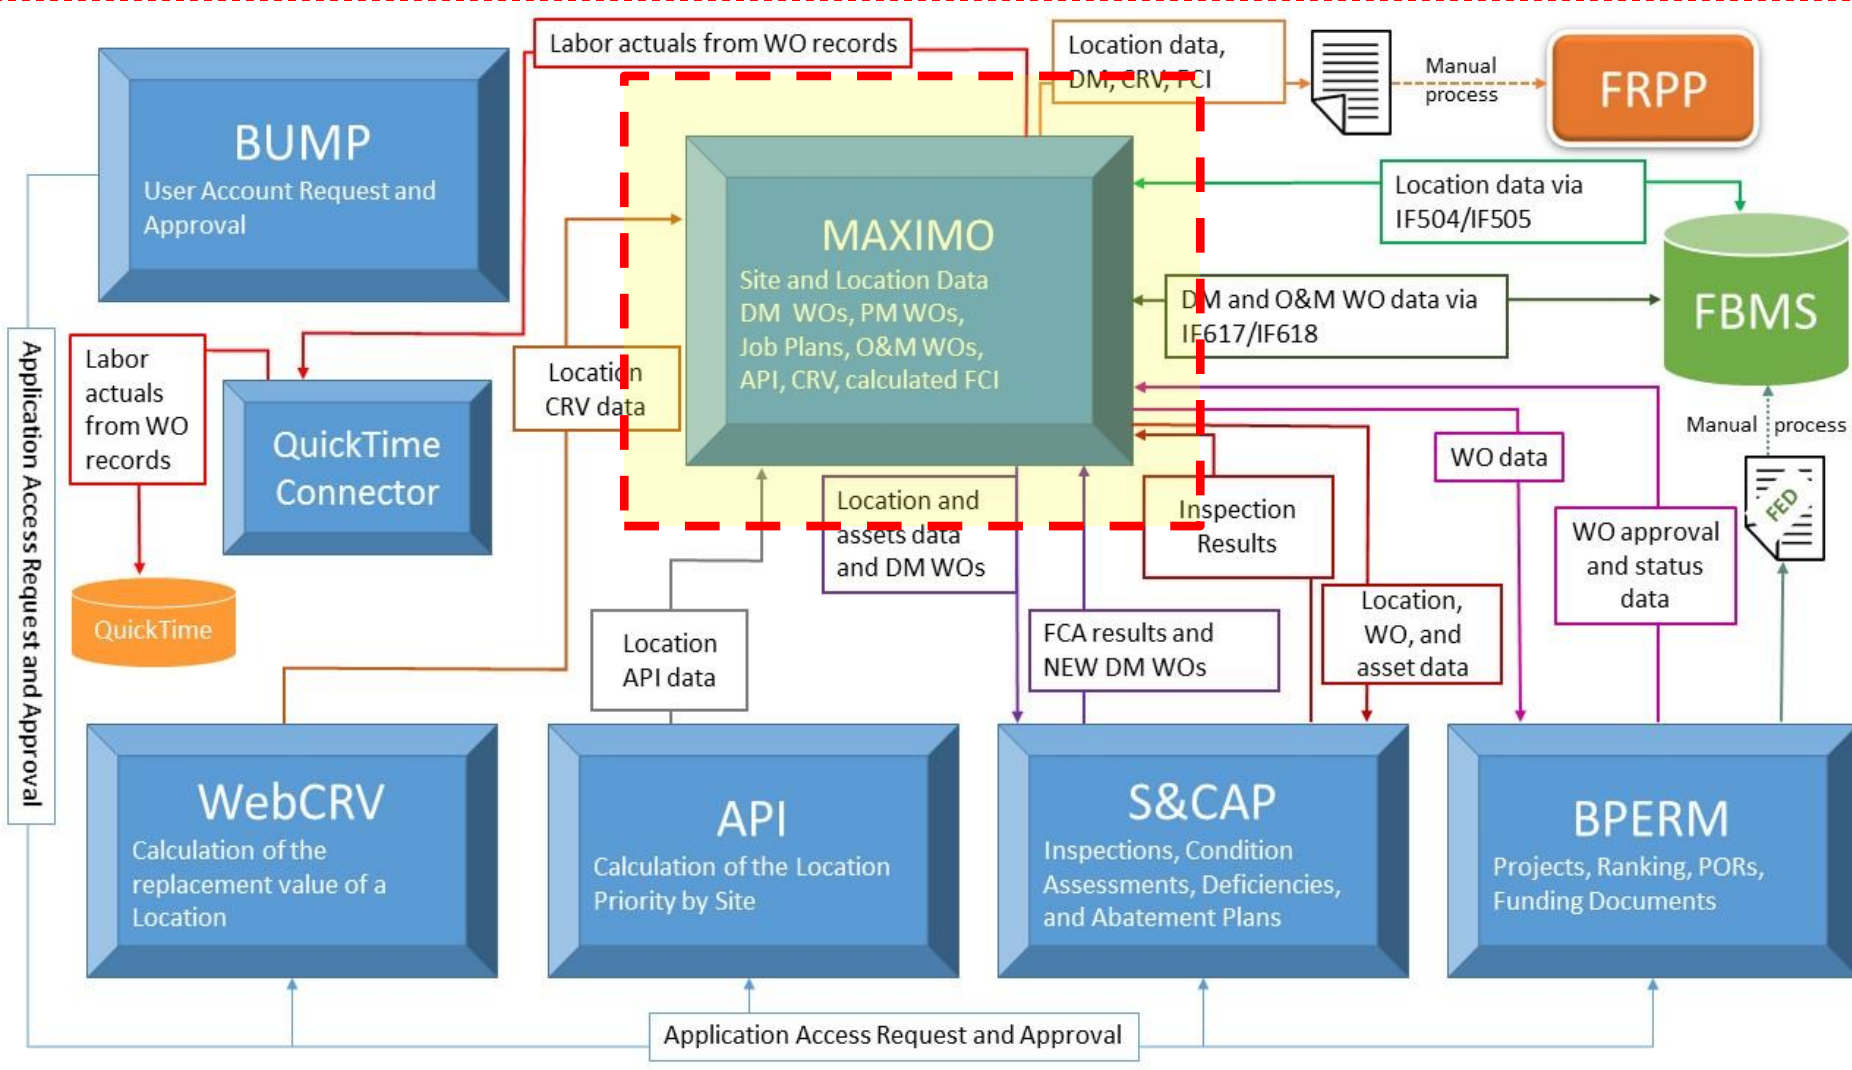 Labor actuals from WO records
Location data,
DM, CRV, FCI
Manual
process
FRPP
BUMP
User Account Request and
Approval
MAXIMO
Site and Location Data
DM WOs, PM WOs,
Job Plans, O&M WOs,
API, CRV, calculated FCI
Location data via
IF504/IF505
DM and O&M WO data via
IF617/IF618
FBMS
Manual process
FED
Application Access Request and Approval
Labor
actuals
from WO
records
QuickTime
Connector
QuickTime
Location
CRV data
Location and
assets data
and DM WOs
Inspection
Results
WO data
WO approval
and status
data
Location
API data
FCA results and
NEW DM WOs
Location,
WO, and
asset data
WebCRV
Calculation of the
replacement value of a
Location
API
Calculation of the Location
Priority by Site
S&CAP
Inspections, Condition
Assessments, Deficiencies,
and Abatement Plans
BPERM
Projects, Ranking, PORs,
Funding Documents
Application Access Request and Approval